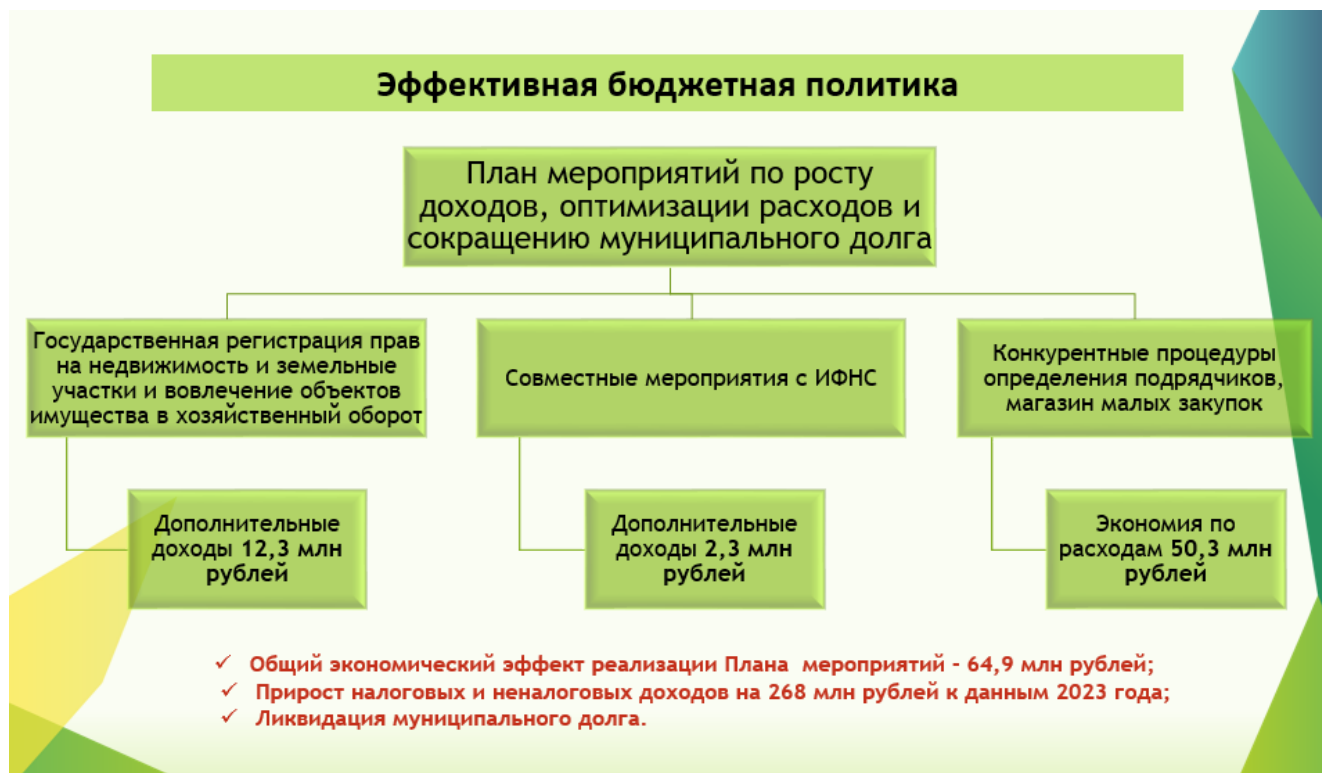 Эффективная бюджетная политика
План мероприятий по росту
доходов, оптимизации расходов и
сокращению муниципального долга
Государственная регистрация прав
на недвижимость и земельные
участки и вовлечение объектов
имущества в хозяйственный оборот
Совместные мероприятия с ИФНС
Конкурентные процедуры
определения подрядчиков,
магазин малых закупок
Дополнительные
доходы 12,3 млн
рублей
Дополнительные
доходы 2,3 млн
рублей
Экономия по
расходам 50,3 млн
рублей
✓ Общий экономический эффект реализации Плана мероприятий - 64,9 млн рублей;
✓ Прирост налоговых и неналоговых доходов на 268 млн рублей к данным 2023 года;
✓ Ликвидация муниципального долга.